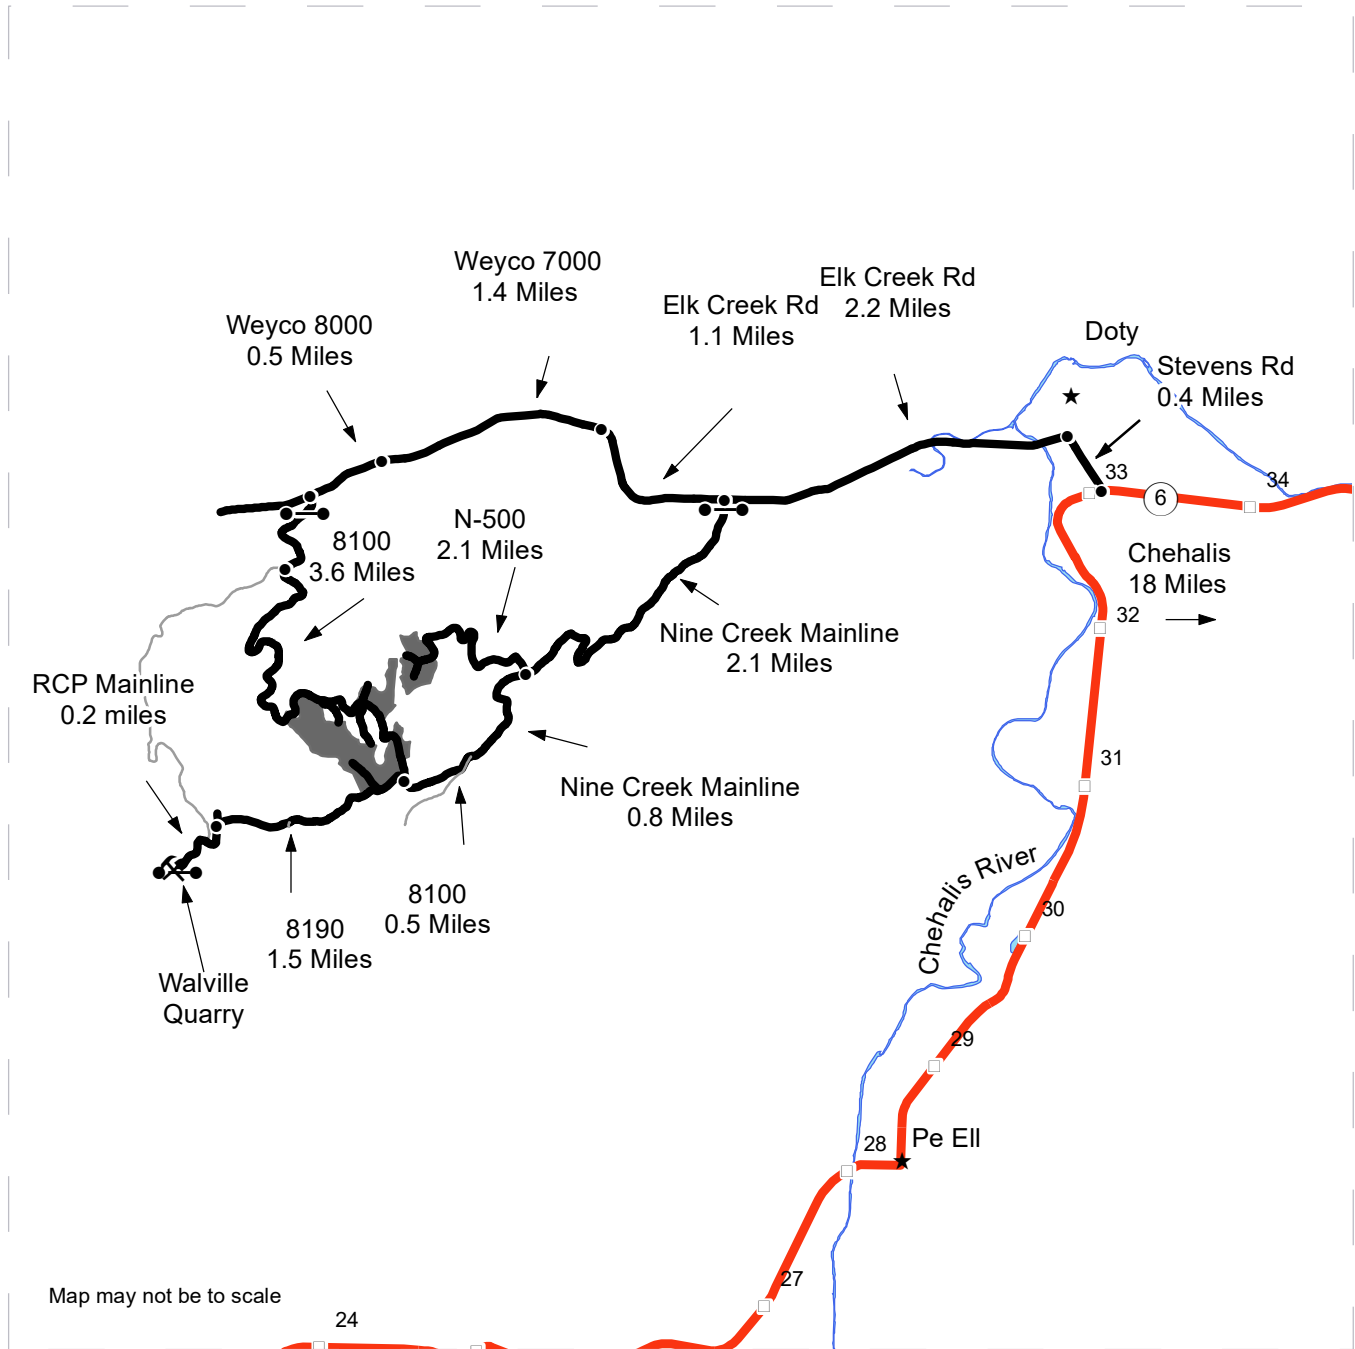 Weyco 7000
1.4 Miles
Elk Creek Rd
2.2 Miles
Elk Creek Rd
1.1 Miles
Weyco 8000
0.5 Miles
Doty
Stevens Rd
0.4 Miles
33
34
6
N-500
2.1 Miles
8100
3.6 Miles
Chehalis
18 Miles
32
Nine Creek Mainline
2.1 Miles
RCP Mainline
0.2 miles
31
Nine Creek Mainline
0.8 Miles
Chehalis River
8100
0.5 Miles
30
8190
1.5 Miles
Walville
Quarry
29
28
Pe Ell
27
Map may not be to scale
24